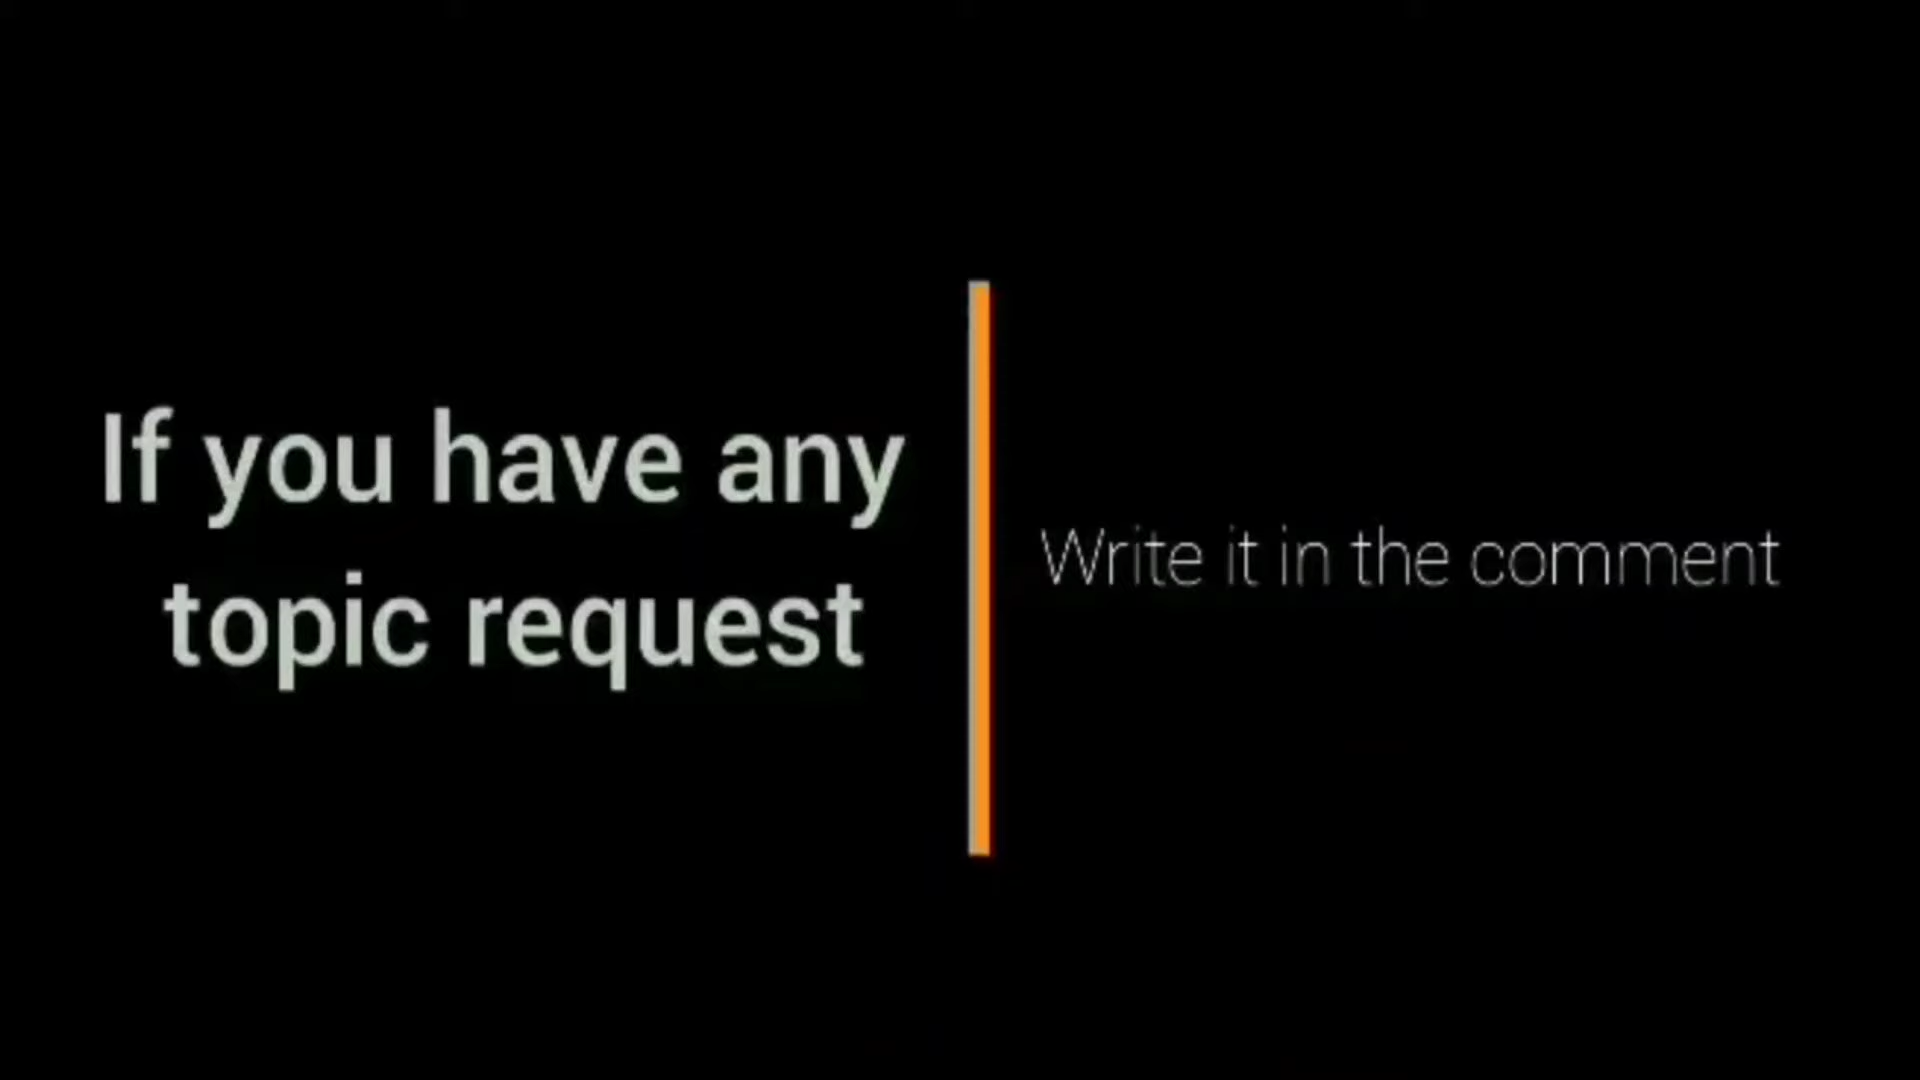 If you have any
topic request
Write it in the comment